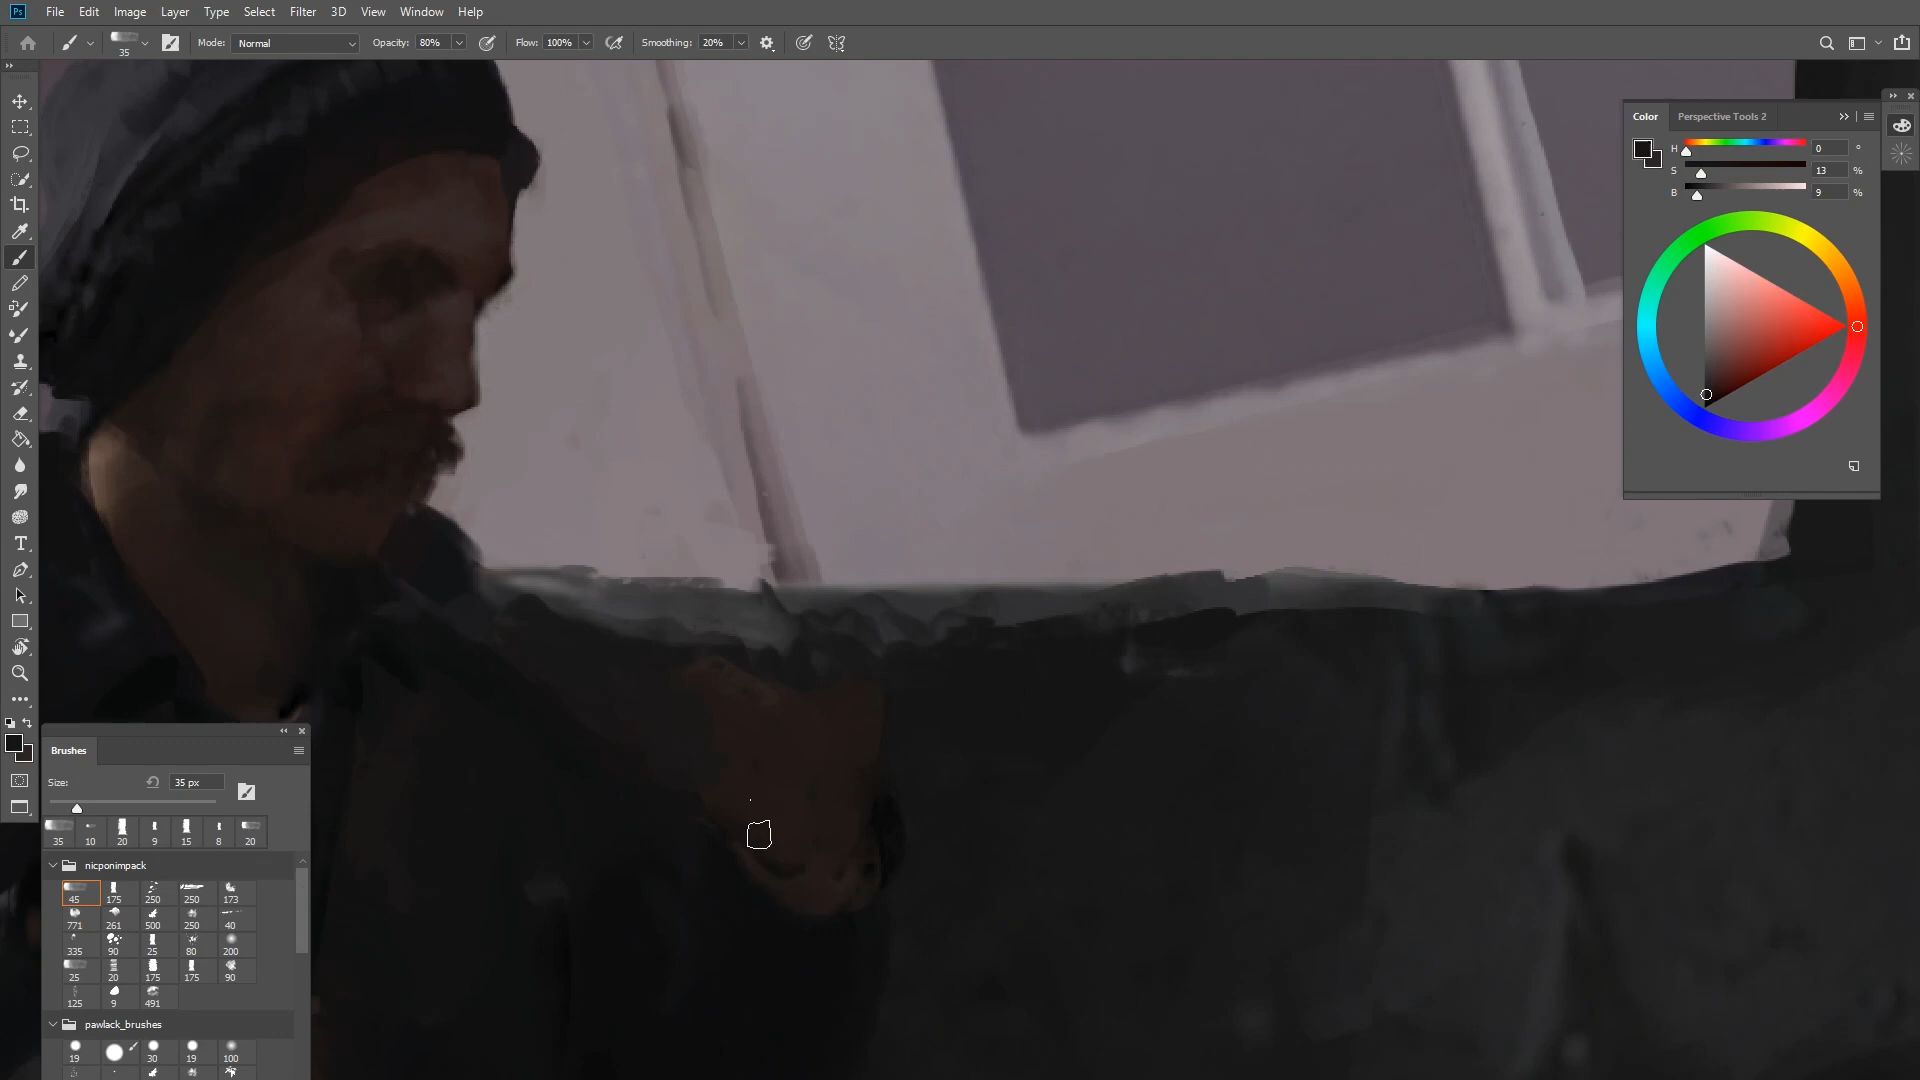 Ps File Edit Image Layer Type Select Filter 3D View Window Help
35 Mode: Normal Opacity: 80% Flow: 100% Smoothing: 20%
Color Perspective Tools 2
H 0 °
S 13 %
B 9 %
Brushes
Size: 35 px
35 10 20 9 15 8 20
nicponimpack
45 175 250 250 173
771 261 500 250 40
335 90 25 80 200
25 20 175 175 90
125 9 491
pawlack_brushes
19 30 19 100